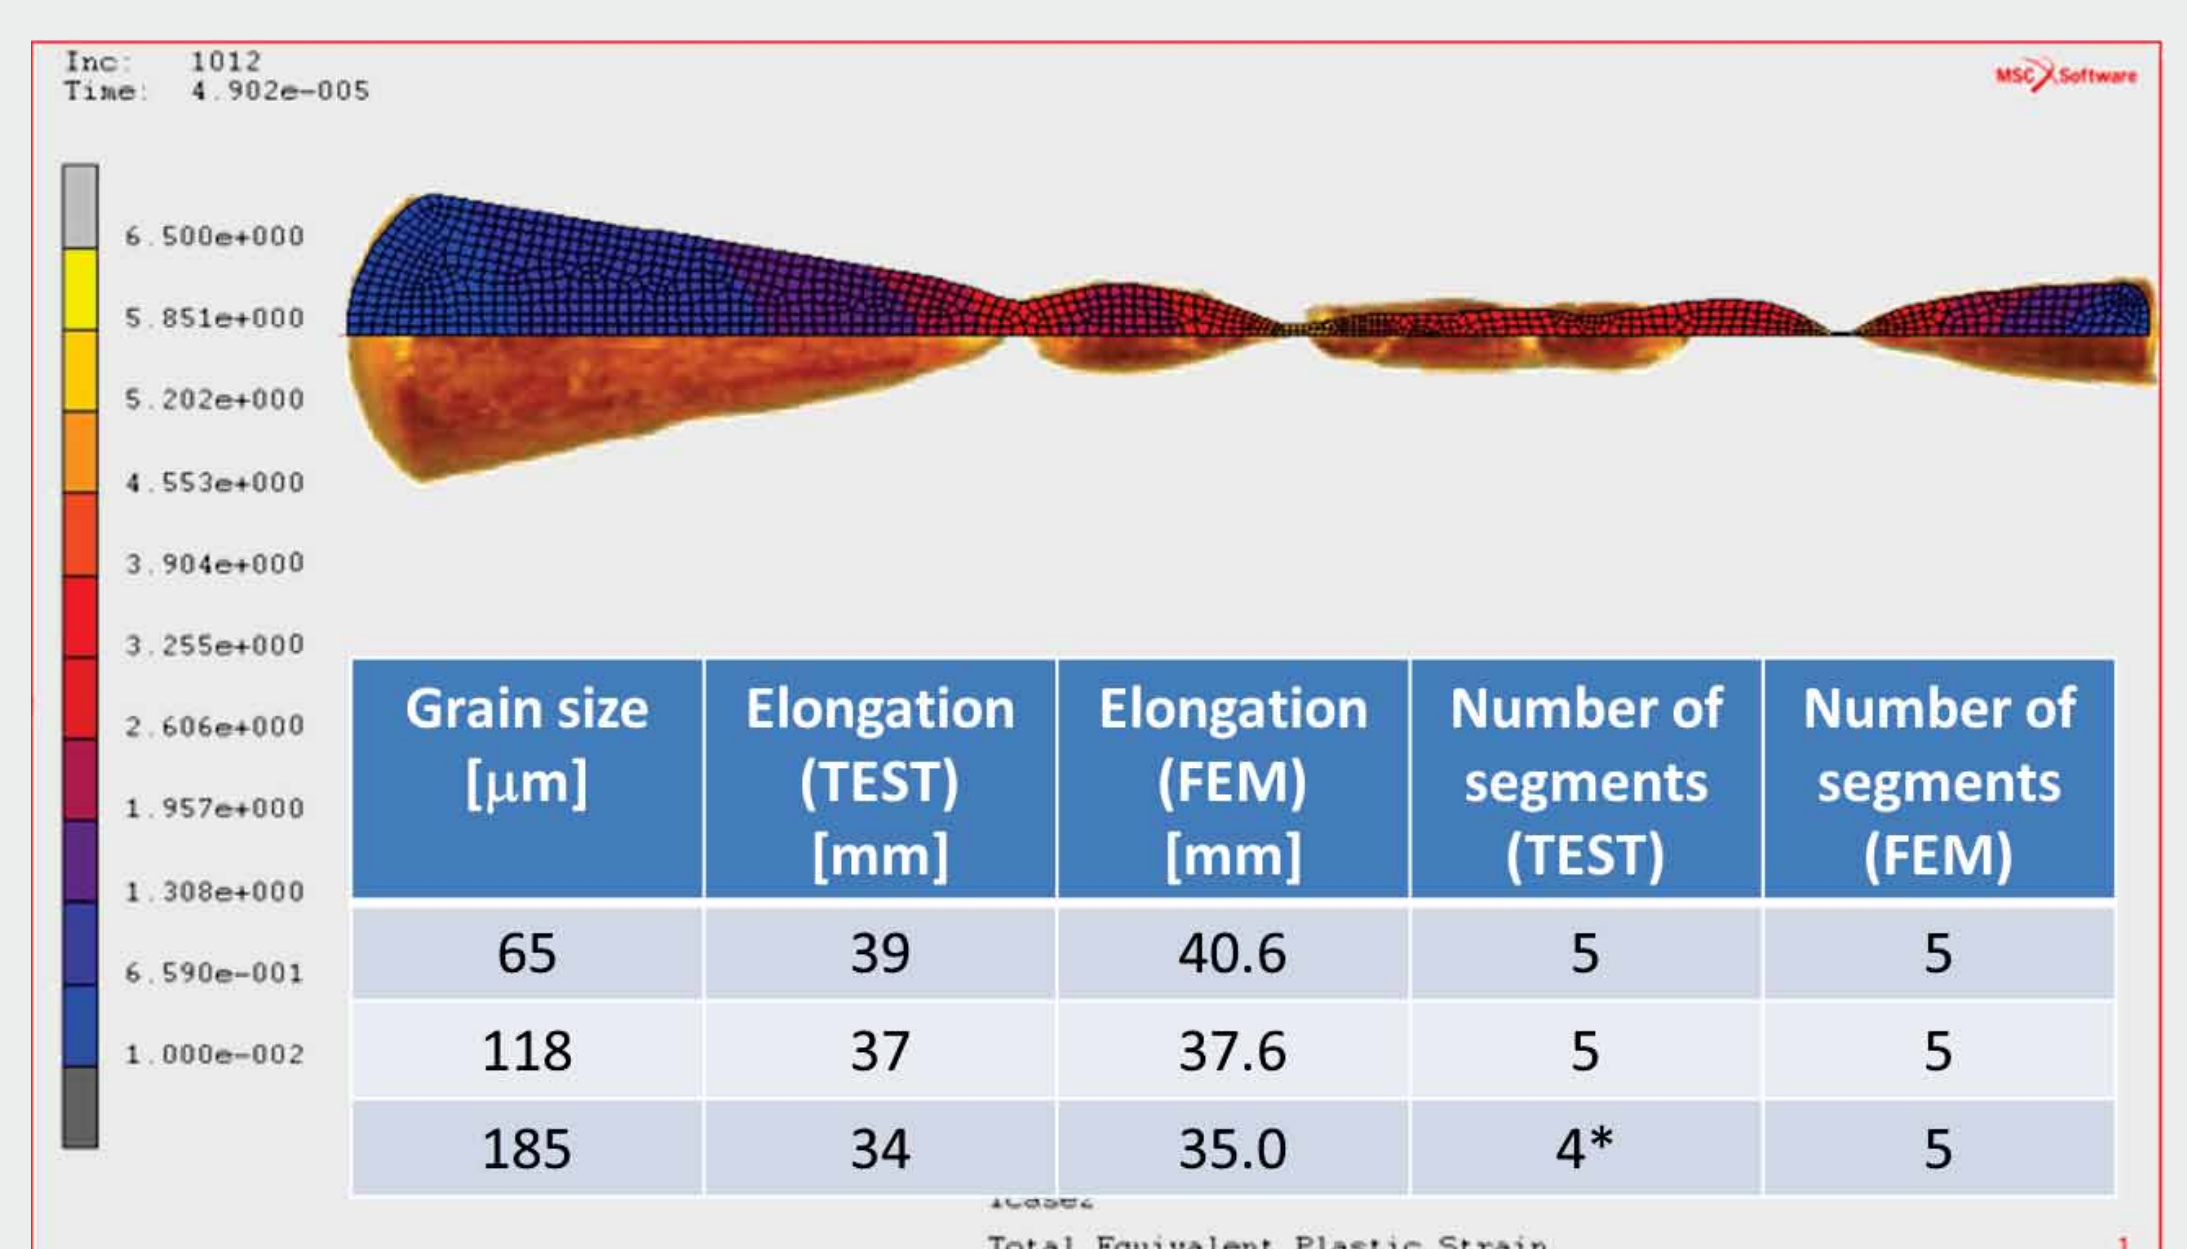 Inc: 1012
Time: 4.902e-005
MSC Software
6.500e+000
5.851e+000
5.202e+000
4.553e+000
3.904e+000
3.255e+000
2.606e+000
1.957e+000
1.308e+000
6.590e-001
1.000e-002
Grain size [μm] Elongation (TEST) [mm] Elongation (FEM) [mm] Number of segments (TEST) Number of segments (FEM)
65 39 40.6 5 5
118 37 37.6 5 5
185 34 35.0 4* 5
lcase2
Total Equivalent Plastic Strain
1